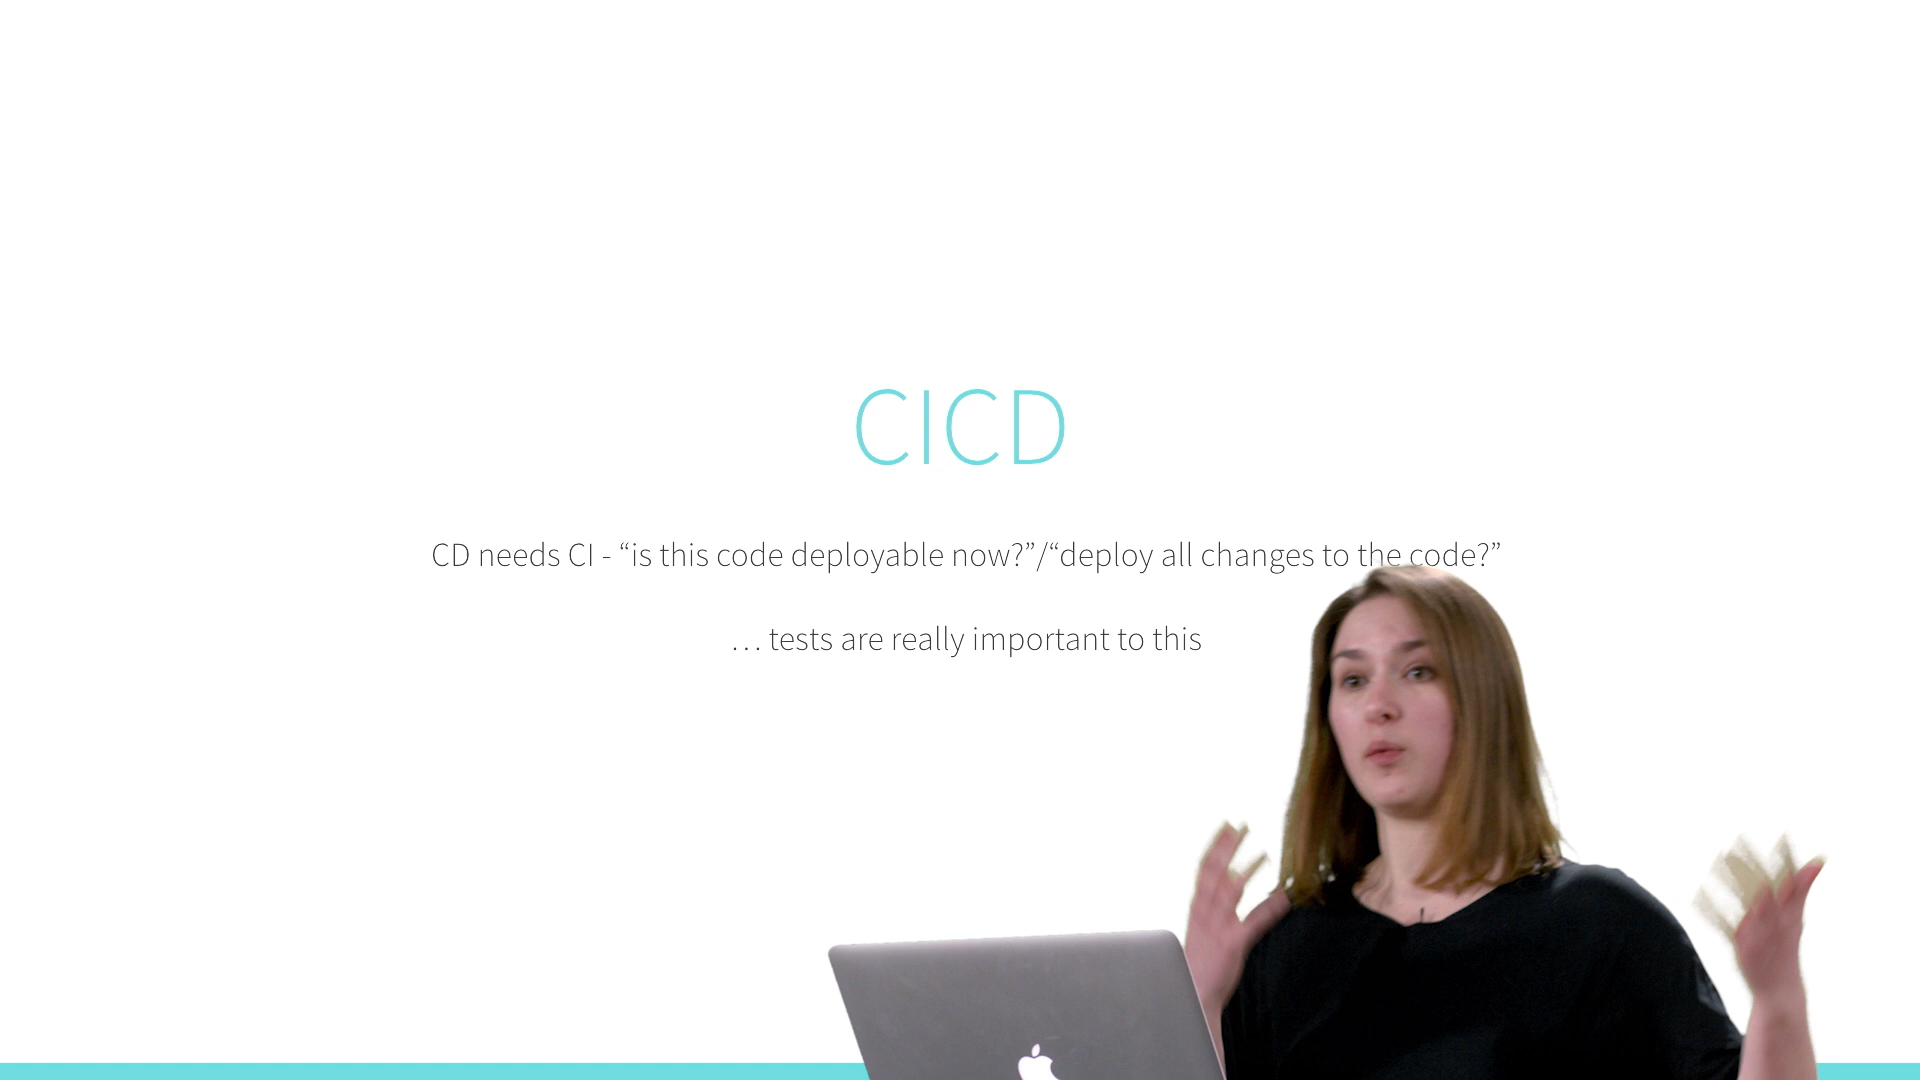 CICD
CD needs CI - “is this code deployable now?”/“deploy all changes to the code?”
… tests are really important to this